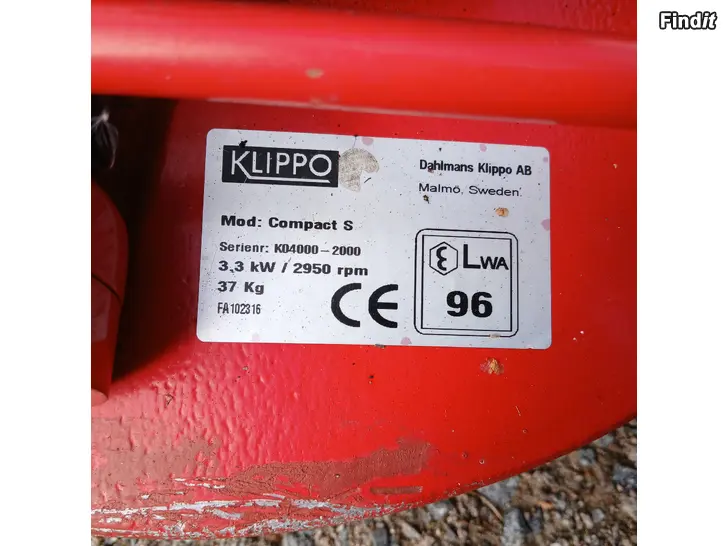 Findit
KLIPPO
Dahlmans Klippo AB
Malmö, Sweden.
Mod: Compact S
Serienr: K04000-2000
3,3 kW / 2950 rpm
37 Kg
FA102316
CE
LWA
96